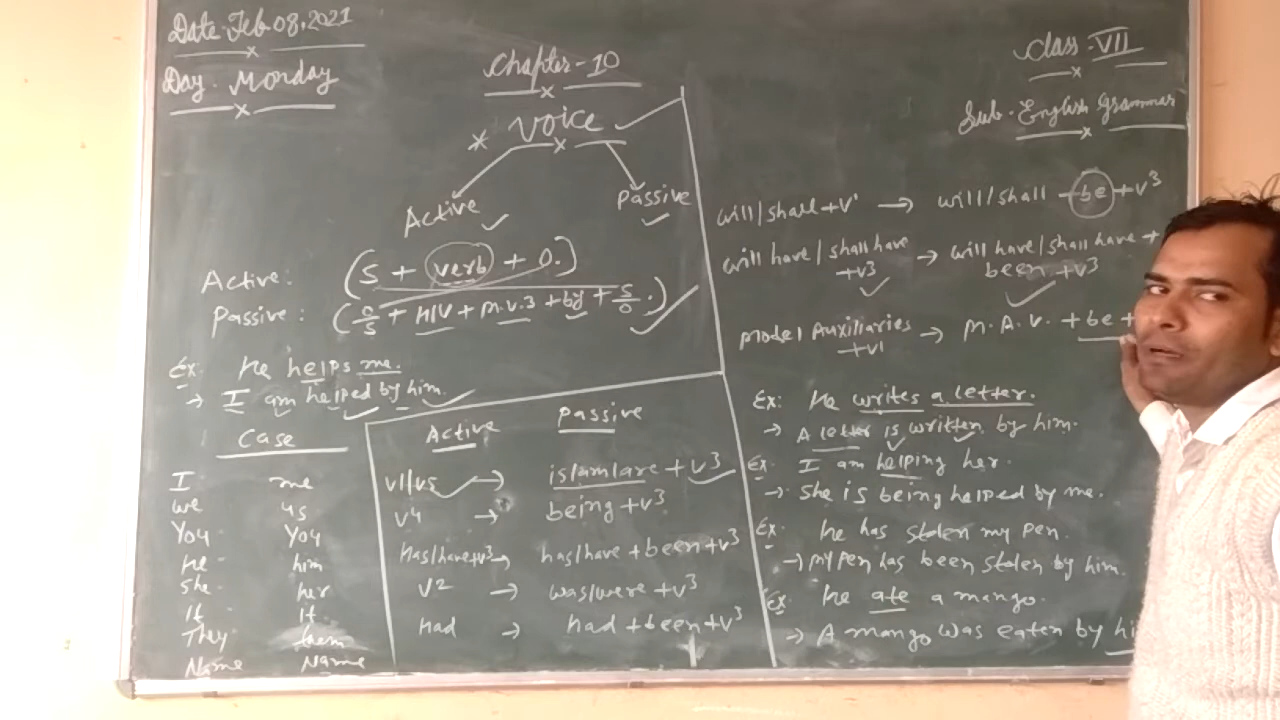 Date. Feb 08, 2021
Day. Monday
Chapter-10
Class : VII
Sub. English Grammar
* Voice
Active
Passive
Active: (S + verb + O.)
Passive: (O/S + H/V + M.V.3 + by + S/O.)
Ex: He helps me.
→ I am helped by him.
Case
I me
we us
You You
He him
She her
It It
They them
Name Name
Active Passive
v1/v5 → is/am/are + v3
v4 → being + v3
Has/have+v3 → has/have + been + v3
v2 → was/were + v3
Had → Had + been + v3
will/shall + v1 → will/shall + be + v3
will have/shall have + v3 → will have/shall have + been + v3
Model Auxiliaries + v1 → M.A.V. + be +
Ex: He writes a letter.
→ A letter is written by him.
Ex. I am helping her.
→ She is being helped by me.
Ex. He has stolen my pen.
→ my pen has been stolen by him.
Ex. He ate a mango.
→ A mango was eaten by hi